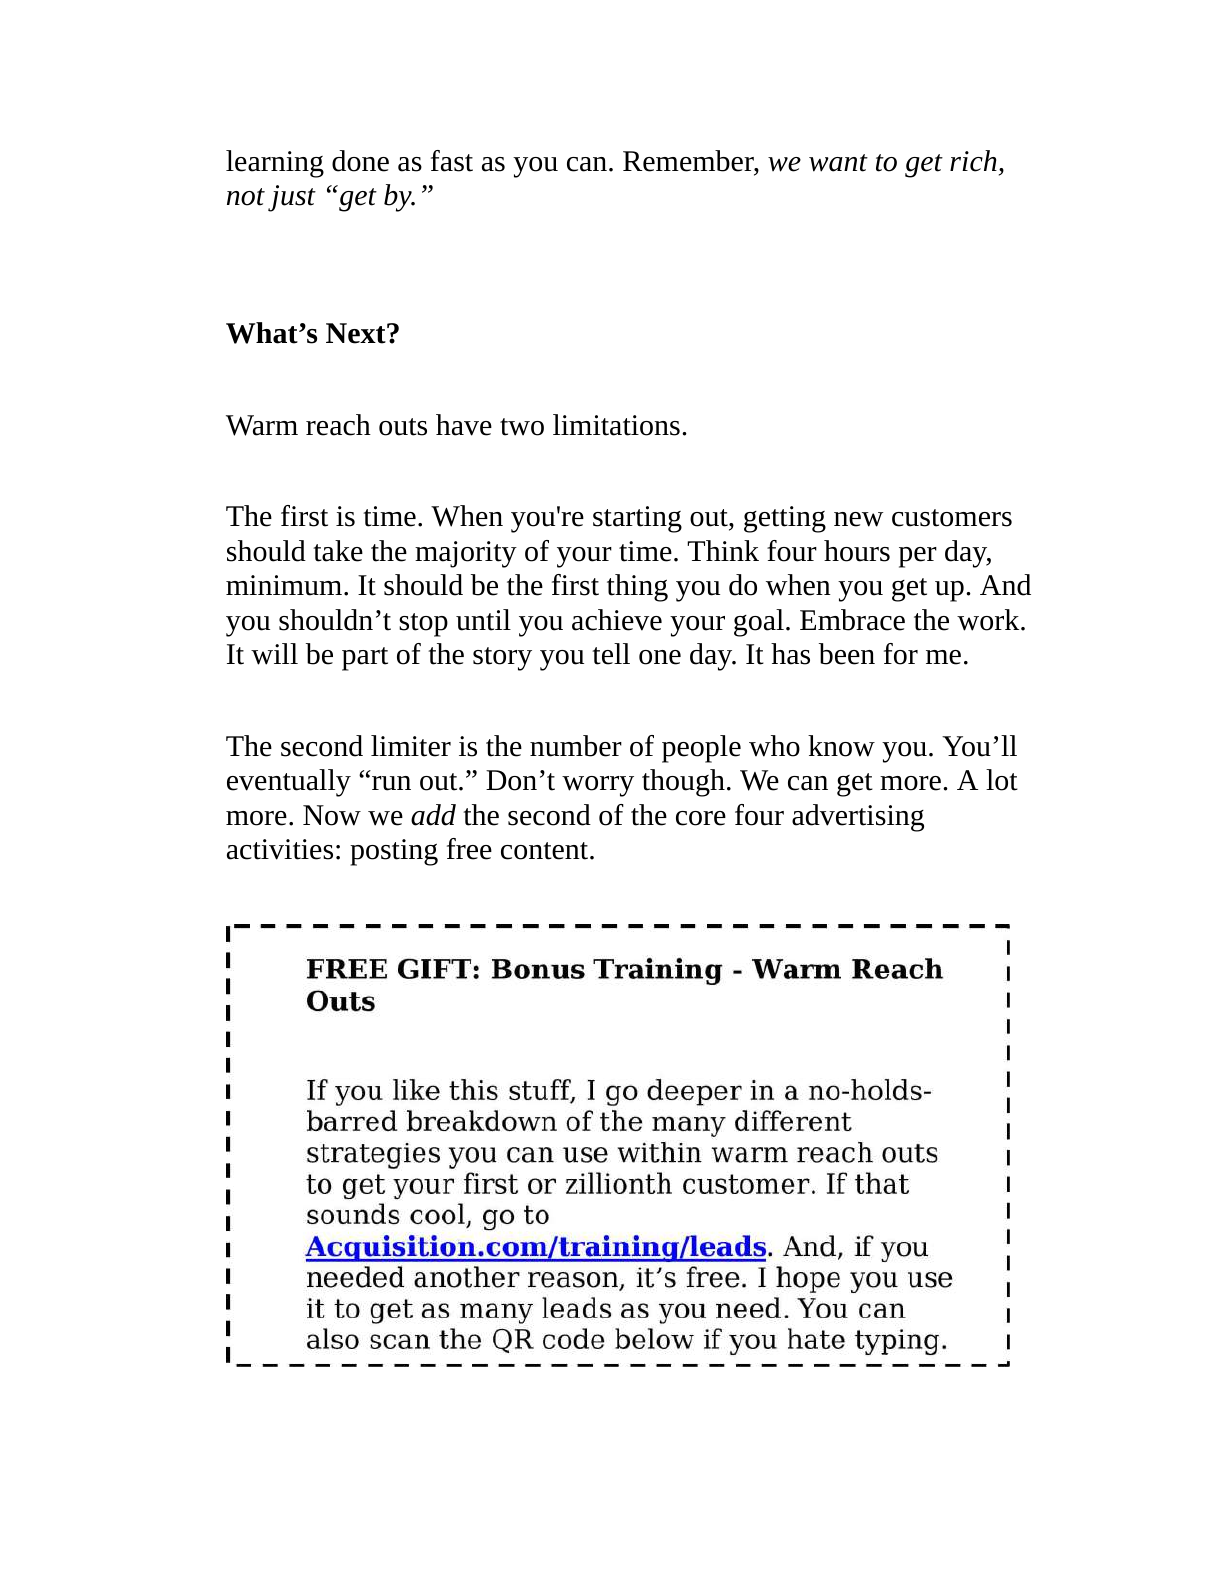 learning done as fast as you can. Remember, we want to get rich,
not just “get by.”
What’s Next?
Warm reach outs have two limitations.
The first is time. When you're starting out, getting new customers
should take the majority of your time. Think four hours per day,
minimum. It should be the first thing you do when you get up. And
you shouldn’t stop until you achieve your goal. Embrace the work.
It will be part of the story you tell one day. It has been for me.
The second limiter is the number of people who know you. You’ll
eventually “run out.” Don’t worry though. We can get more. A lot
more. Now we add the second of the core four advertising
activities: posting free content.
FREE GIFT: Bonus Training - Warm Reach
Outs
If you like this stuff, I go deeper in a no-holds-
barred breakdown of the many different
strategies you can use within warm reach outs
to get your first or zillionth customer. If that
sounds cool, go to
Acquisition.com/training/leads. And, if you
needed another reason, it’s free. I hope you use
it to get as many leads as you need. You can
also scan the QR code below if you hate typing.